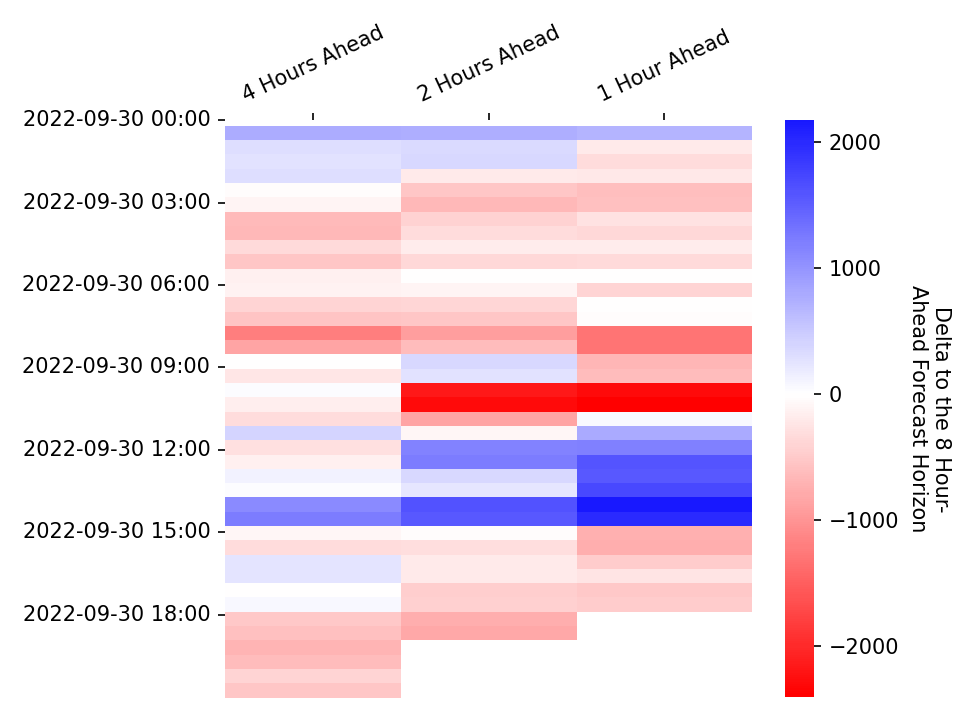 4 Hours Ahead
2 Hours Ahead
1 Hour Ahead
2022-09-30 00:00
2022-09-30 03:00
2022-09-30 06:00
2022-09-30 09:00
2022-09-30 12:00
2022-09-30 15:00
2022-09-30 18:00
2000
1000
0
−1000
−2000
Delta to the 8 Hour-
Ahead Forecast Horizon